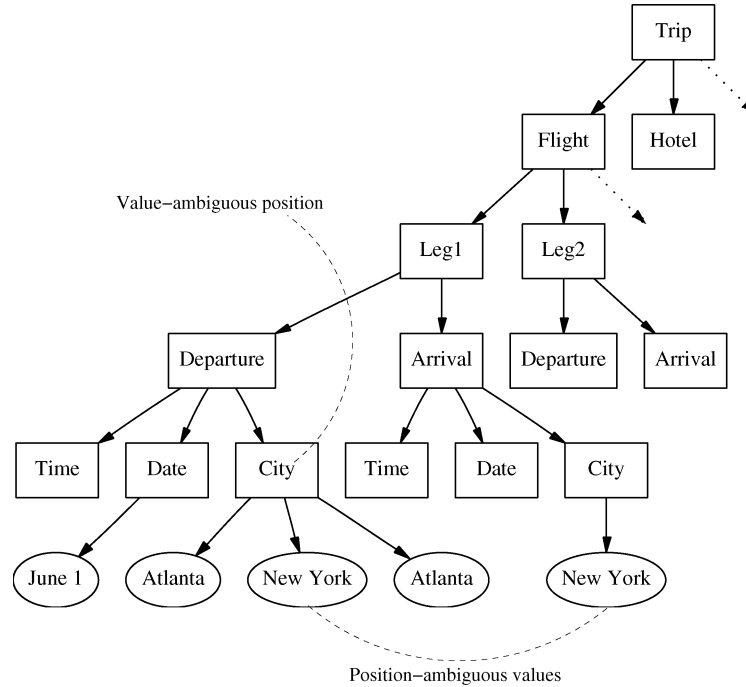 Trip
Flight
Hotel
Value−ambiguous position
Leg1
Leg2
Departure
Arrival
Departure
Arrival
Time
Date
City
Time
Date
City
June 1
Atlanta
New York
Atlanta
New York
Position−ambiguous values